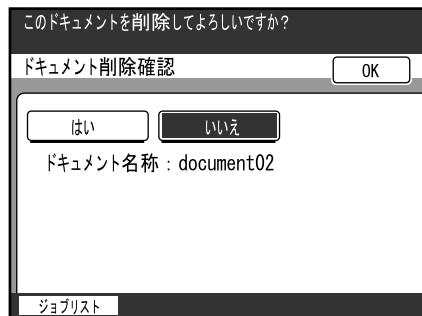 このドキュメントを削除してよろしいですか?
ドキュメント削除確認
OK
はい
いいえ
ドキュメント名称：document02
ジョブリスト